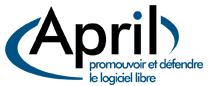 April
promouvoir et défendre
le logiciel libre